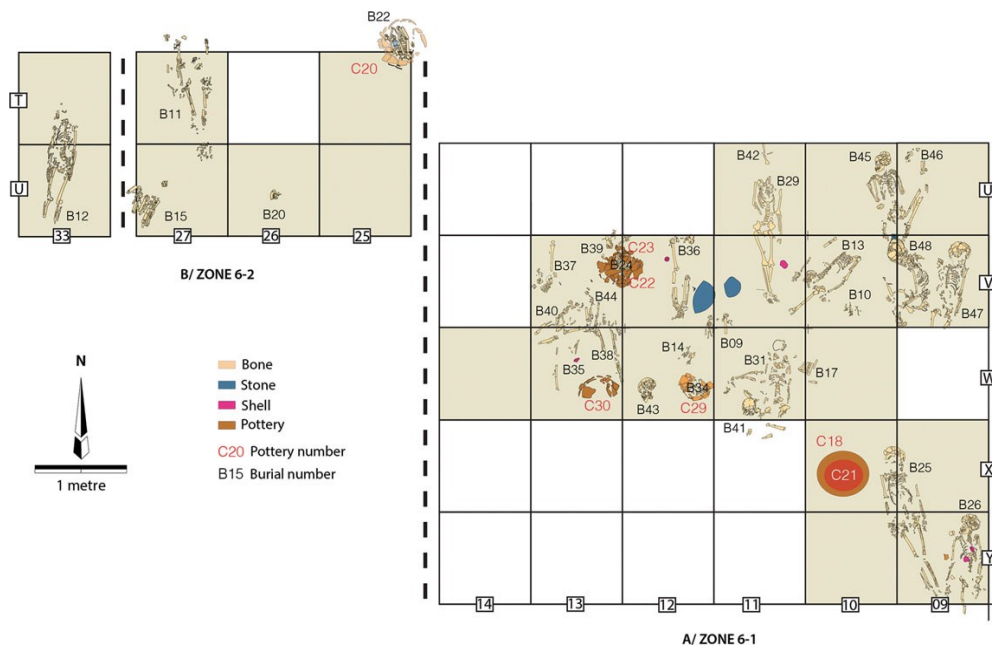 B22
C20
T
B11
U
B12
B15
B20
33
27
26
25
B/ ZONE 6-2
B42
B45
B46
B29
U
B39
C23
B36
B13
B48
B37
B24
C22
V
B44
B10
B40
B47
B09
B14
B38
B31
B35
B17
W
B34
C30
B43
C29
B41
C18
B25
C21
X
B26
Y
14
13
12
11
10
09
A/ ZONE 6-1
N
1 metre
Bone
Stone
Shell
Pottery
C20 Pottery number
B15 Burial number